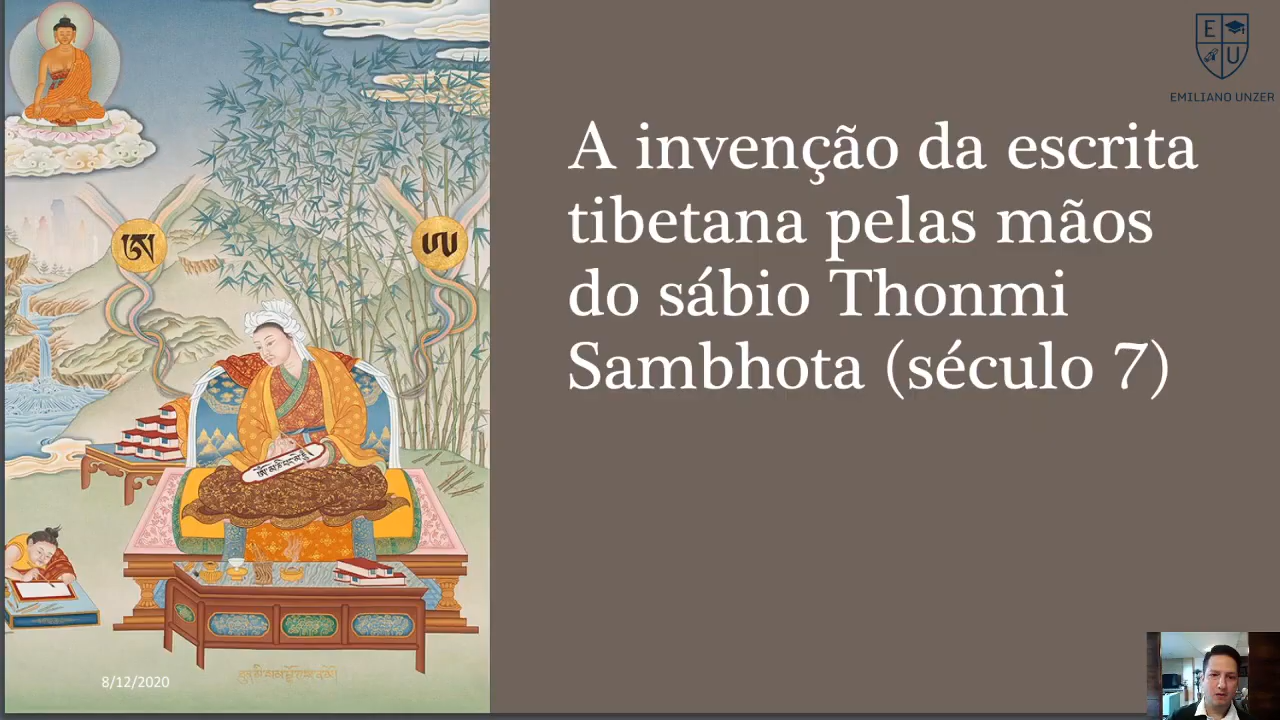 E U
EMILIANO UNZER
A invenção da escrita
tibetana pelas mãos
do sábio Thonmi
Sambhota (século 7)
8/12/2020